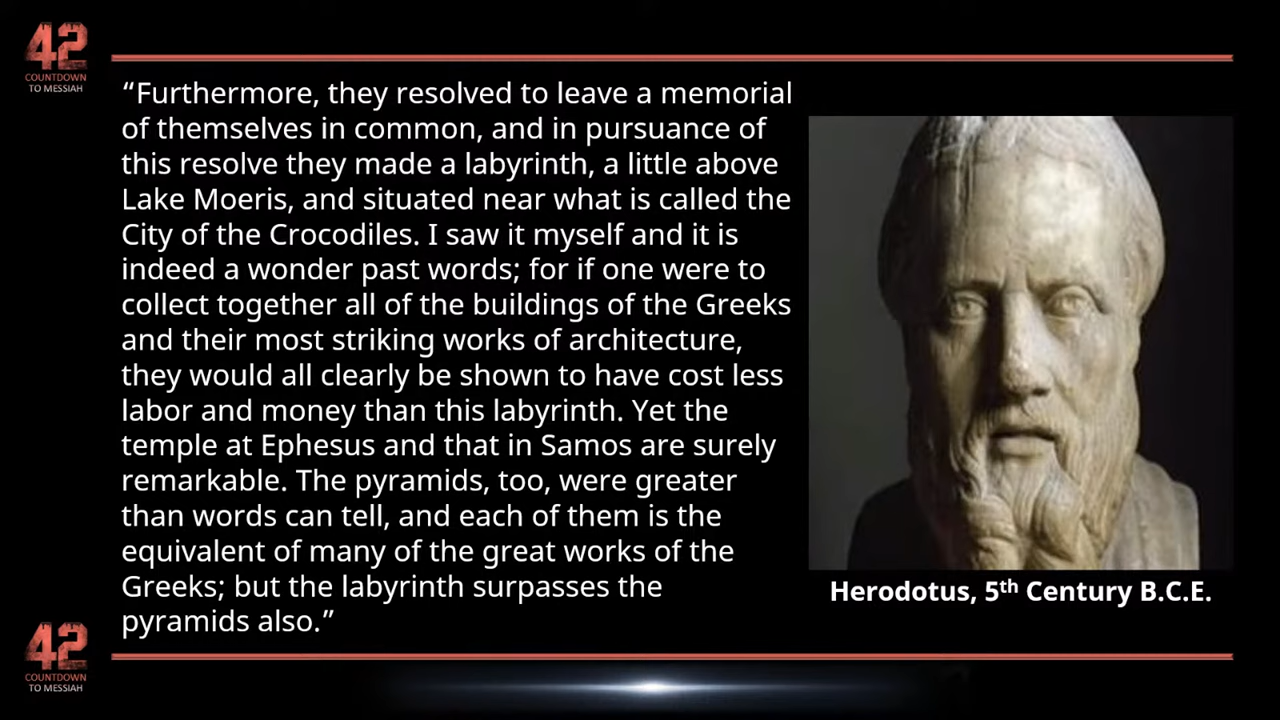 42
COUNTDOWN
TO MESSIAH
“Furthermore, they resolved to leave a memorial
of themselves in common, and in pursuance of
this resolve they made a labyrinth, a little above
Lake Moeris, and situated near what is called the
City of the Crocodiles. I saw it myself and it is
indeed a wonder past words; for if one were to
collect together all of the buildings of the Greeks
and their most striking works of architecture,
they would all clearly be shown to have cost less
labor and money than this labyrinth. Yet the
temple at Ephesus and that in Samos are surely
remarkable. The pyramids, too, were greater
than words can tell, and each of them is the
equivalent of many of the great works of the
Greeks; but the labyrinth surpasses the
pyramids also.”
Herodotus, 5th Century B.C.E.
42
COUNTDOWN
TO MESSIAH